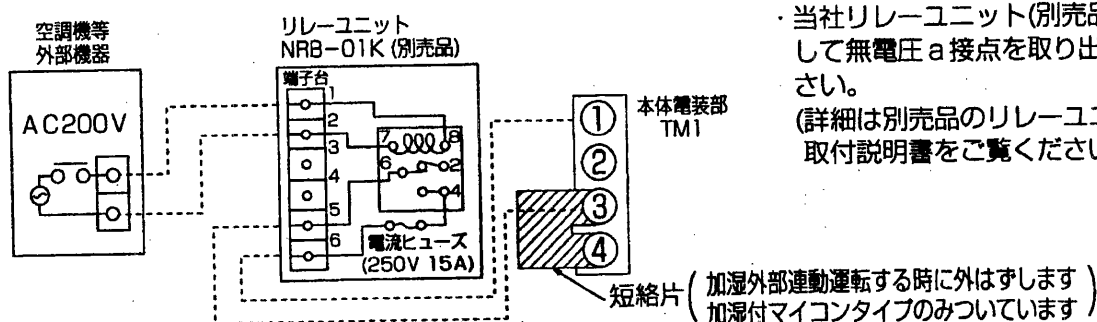 空調機等
外部機器
AC200V
リレーユニット
NRB-01K (別売品)
端子台
1
2
3
4
5
6
7
8
6
2
4
電流ヒューズ
(250V 15A)
①
②
③
④
本体電装部
TM1
短絡片
加湿外部連動運転する時に外はずします
加湿付マイコンタイプのみついています
・当社リレーユニット(別売品
して無電圧a接点を取り出
さい。
(詳細は別売品のリレーユニ
取付説明書をご覧ください